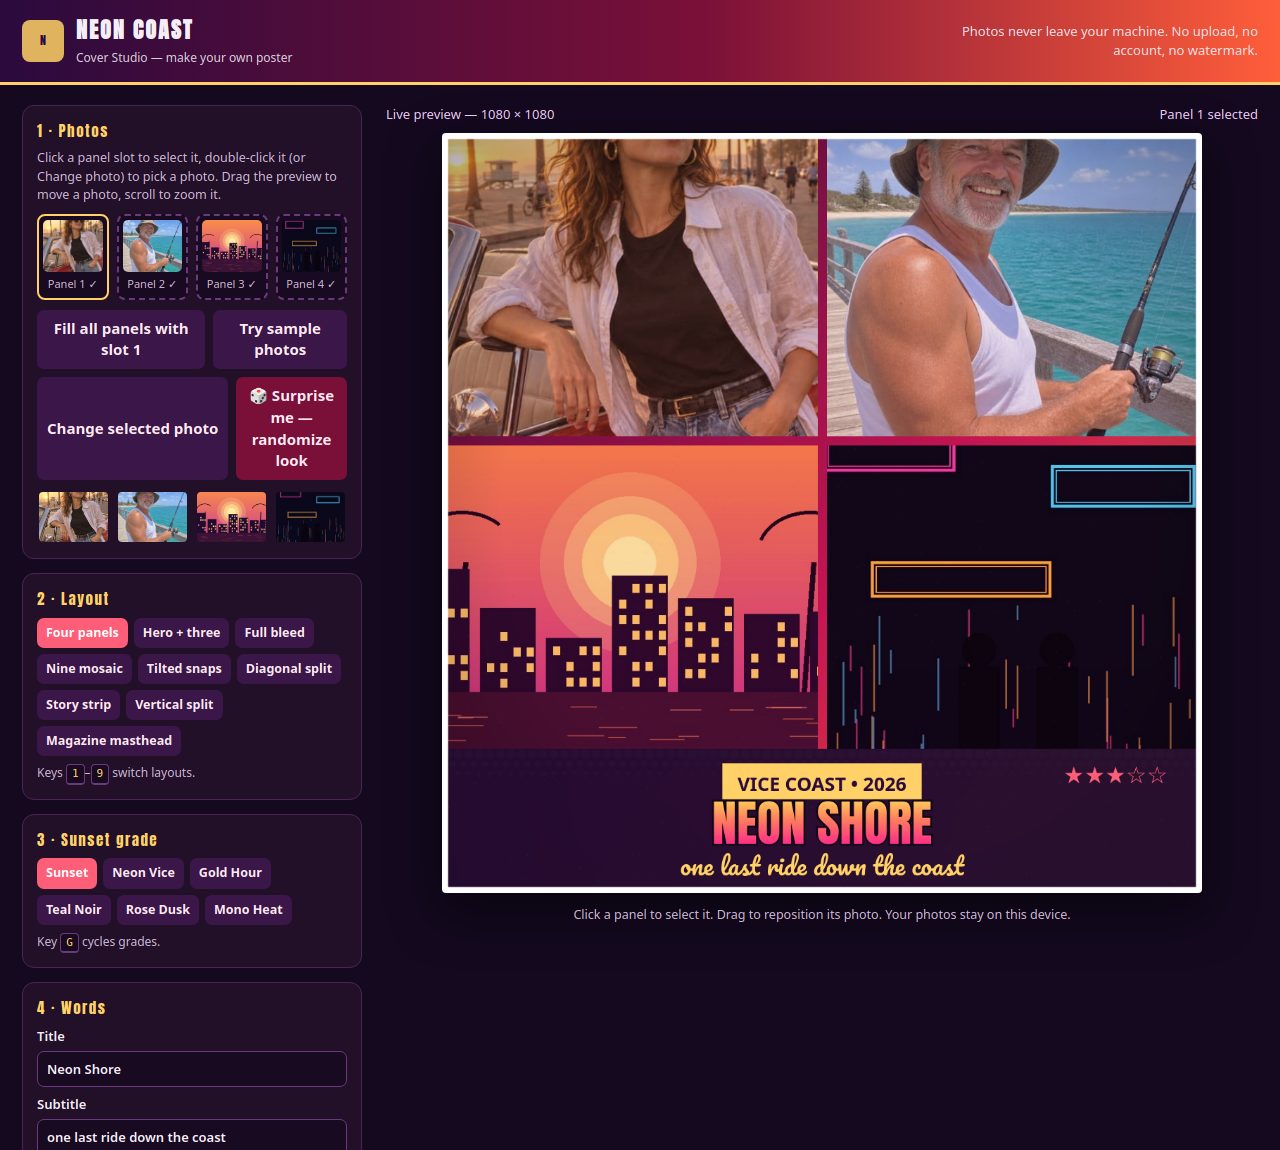 N
NEON COAST
Cover Studio — make your own poster
Photos never leave your machine. No upload, no
account, no watermark.
1 · Photos
Click a panel slot to select it, double-click it (or
Change photo) to pick a photo. Drag the preview to
move a photo, scroll to zoom it.
Panel 1 ✓
Panel 2 ✓
Panel 3 ✓
Panel 4 ✓
Fill all panels with
slot 1
Try sample
photos
Change selected photo
🎲 Surprise
me —
randomize
look
2 · Layout
Four panels
Hero + three
Full bleed
Nine mosaic
Tilted snaps
Diagonal split
Story strip
Vertical split
Magazine masthead
Keys 1–9 switch layouts.
3 · Sunset grade
Sunset
Neon Vice
Gold Hour
Teal Noir
Rose Dusk
Mono Heat
Key G cycles grades.
4 · Words
Title
Neon Shore
Subtitle
one last ride down the coast
Live preview — 1080 × 1080
Panel 1 selected
VICE COAST • 2026
★★★☆☆
NEON SHORE
one last ride down the coast
Click a panel to select it. Drag to reposition its photo. Your photos stay on this device.